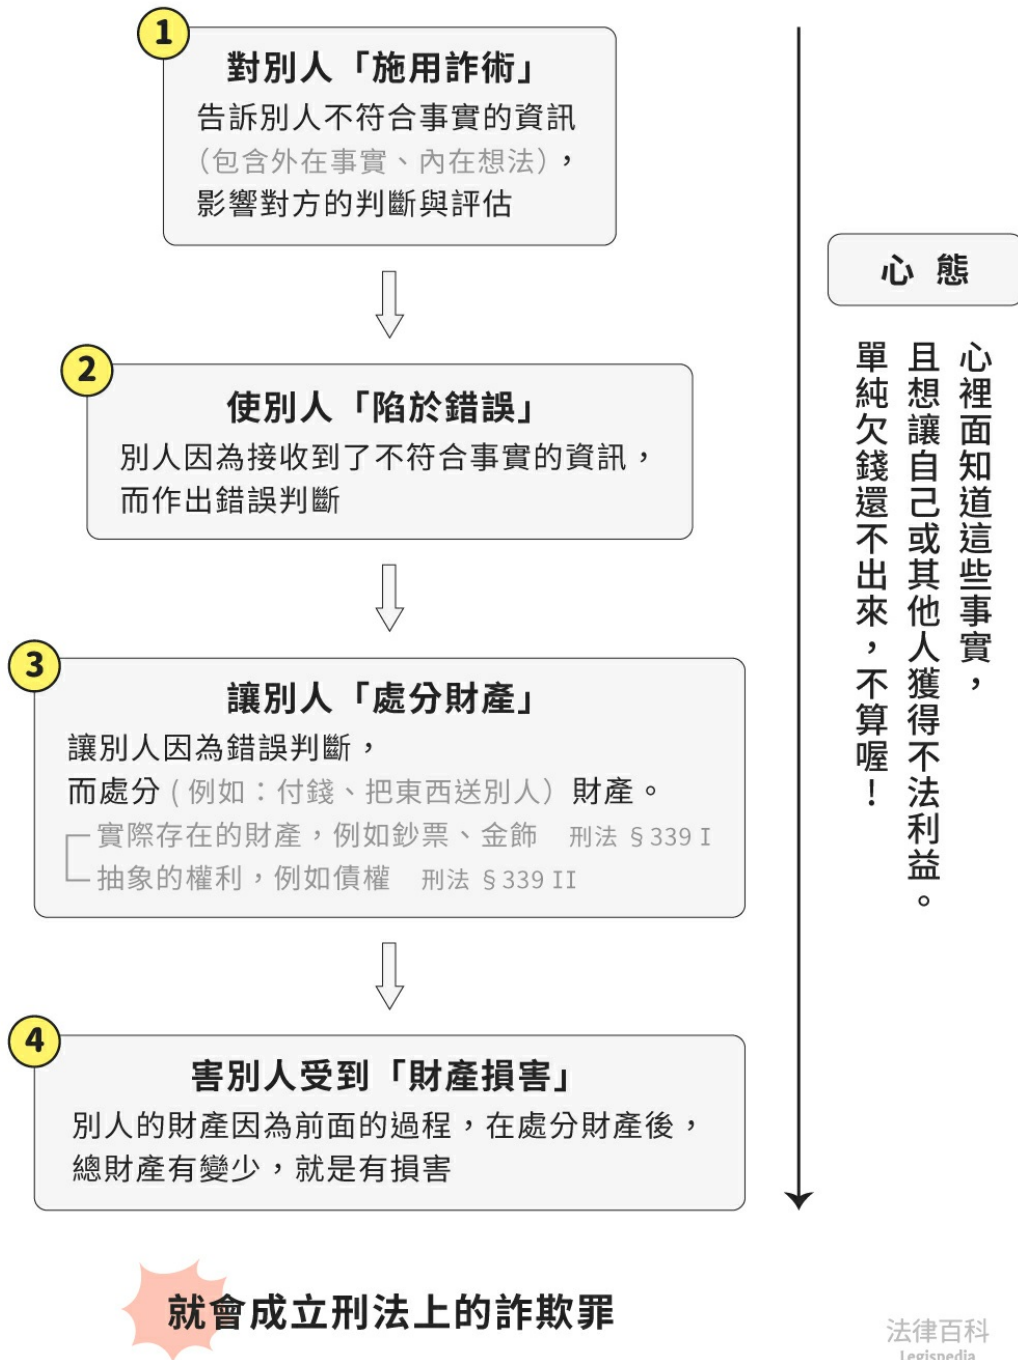 1
對別人「施用詐術」
告訴別人不符合事實的資訊
（包含外在事實、內在想法），
影響對方的判斷與評估
2
使別人「陷於錯誤」
別人因為接收到了不符合事實的資訊，
而作出錯誤判斷
3
讓別人「處分財產」
讓別人因為錯誤判斷，
而處分（例如：付錢、把東西送別人）財產。
實際存在的財產，例如鈔票、金飾 刑法 §339 I
抽象的權利，例如債權 刑法 §339 II
4
害別人受到「財產損害」
別人的財產因為前面的過程，在處分財產後，
總財產有變少，就是有損害
心態
心裡面知道這些事實，
且想讓自己或其他人獲得不法利益。
單純欠錢還不出來，不算喔！
就會成立刑法上的詐欺罪
法律百科
Legispedia